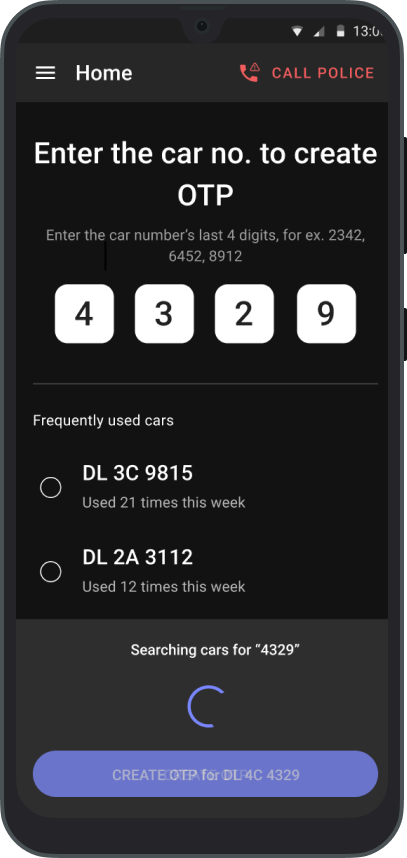 13:0
Home
CALL POLICE
Enter the car no. to create
OTP
Enter the car number's last 4 digits, for ex. 2342,
6452, 8912
4 3 2 9
Frequently used cars
DL 3C 9815
Used 21 times this week
DL 2A 3112
Used 12 times this week
Searching cars for “4329”
CREATE OTP for DL 4C 4329